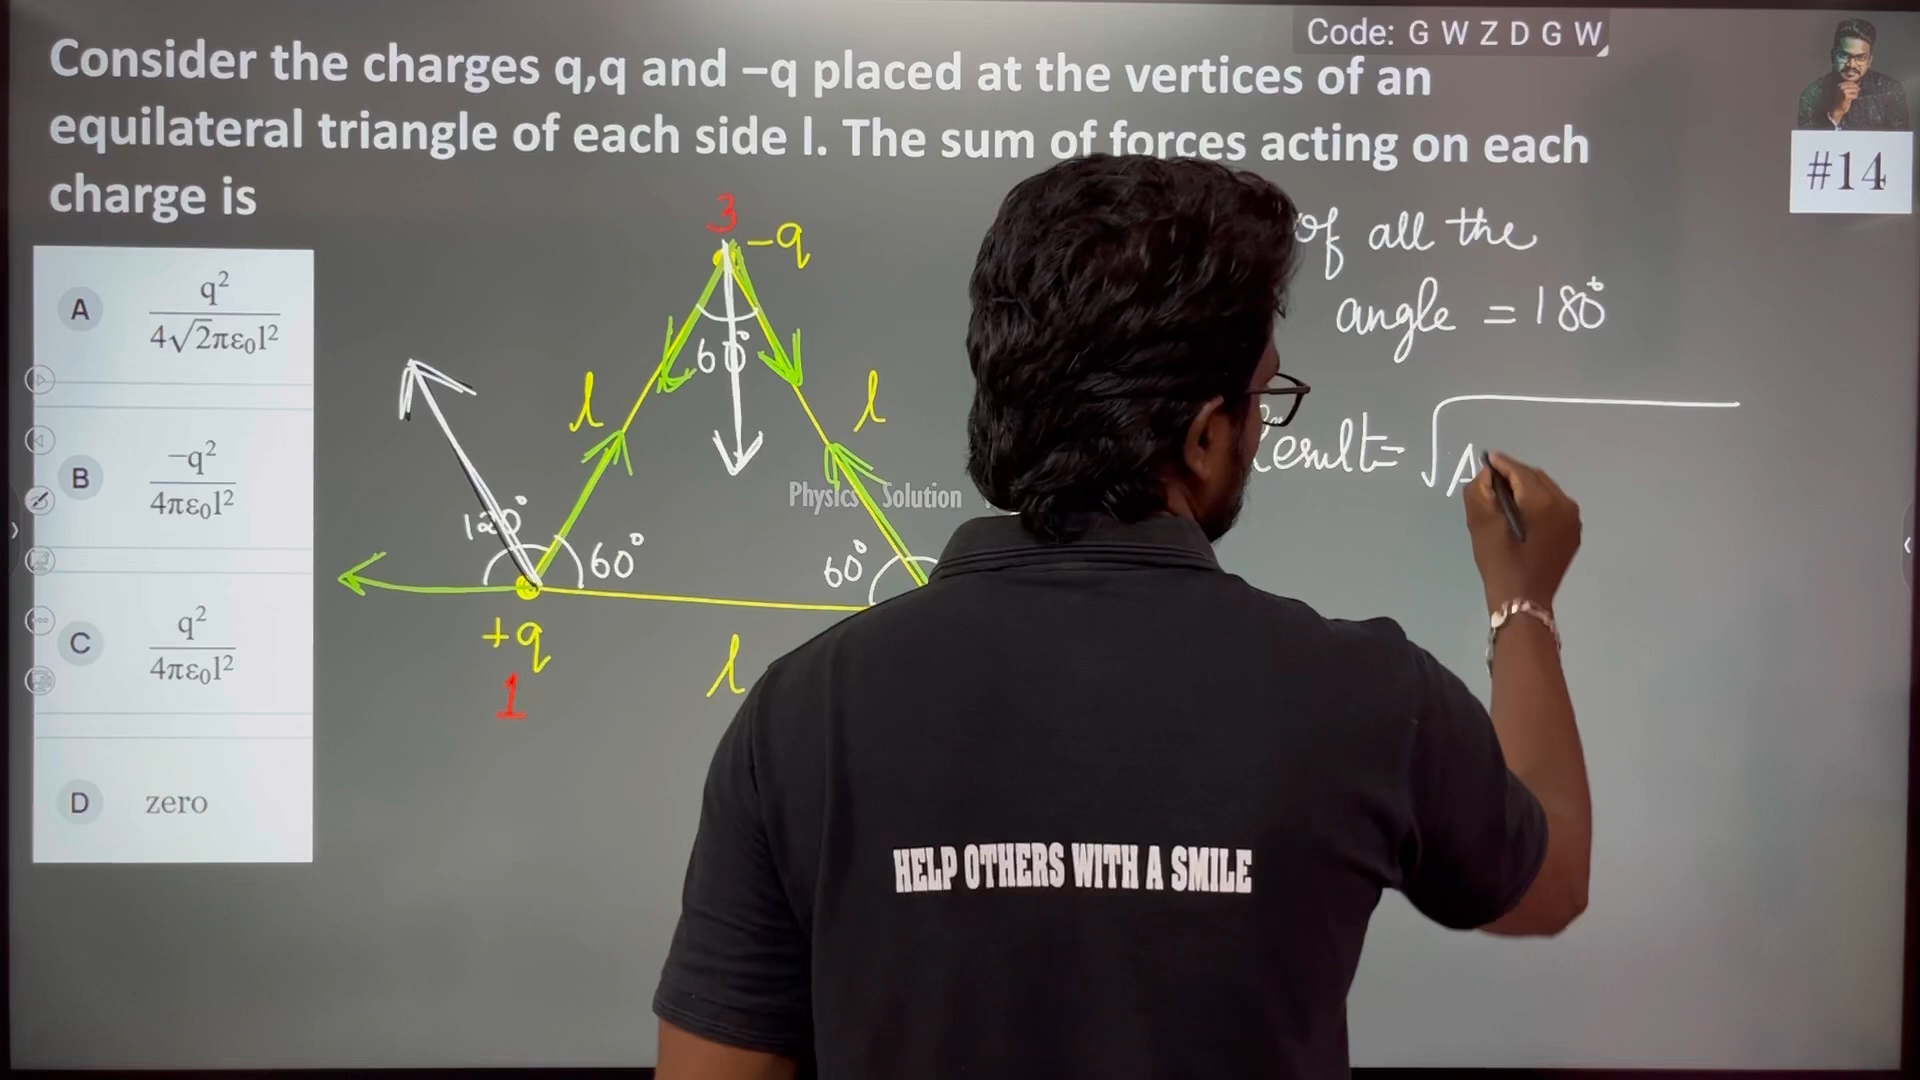 Code: G W Z D G W
Consider the charges q,q and –q placed at the vertices of an
equilateral triangle of each side l. The sum of forces acting on each
charge is
#14
A q²/4√2πε₀l²
B −q²/4πε₀l²
C q²/4πε₀l²
D zero
3
-q
60°
l
l
120°
60°
60°
+q
1
l
of all the
angle = 180°
Result= √A
Physics Solution
HELP OTHERS WITH A SMILE